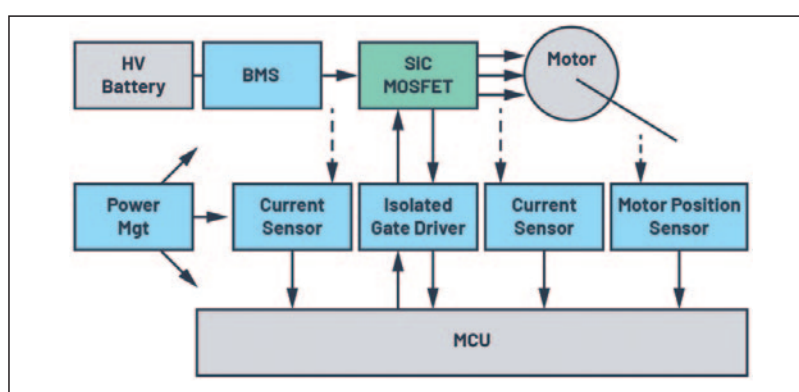 HV
Battery
BMS
SiC
MOSFET
Motor
Power
Mgt
Current
Sensor
Isolated
Gate Driver
Current
Sensor
Motor Position
Sensor
MCU